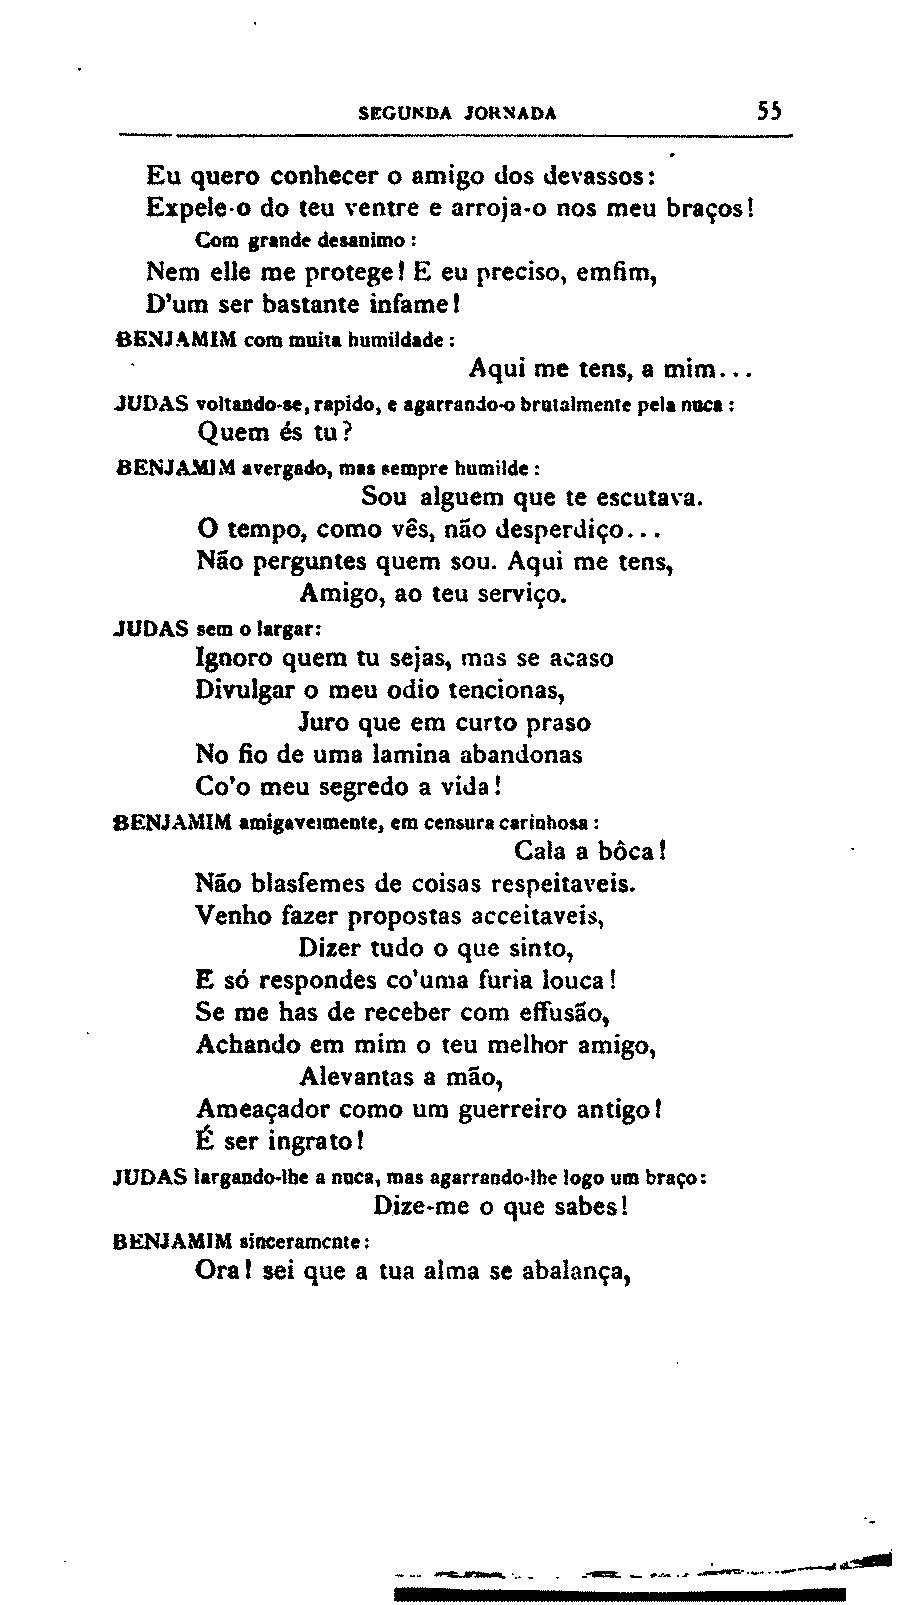 SEGUNDA JORNADA 55
Eu quero conhecer o amigo dos devassos:
Expele-o do teu ventre e arroja-o nos meu braços!
Com grande desanimo:
Nem elle me protege! E eu preciso, emfim,
D'um ser bastante infame!
BENJAMIM com muita humildade:
Aqui me tens, a mim...
JUDAS voltando-se, rapido, e agarrando-o brutalmente pela nuca:
Quem és tu?
BENJAMIM avergado, mas sempre humilde:
Sou alguem que te escutava.
O tempo, como vês, não desperdiço...
Não perguntes quem sou. Aqui me tens,
Amigo, ao teu serviço.
JUDAS sem o largar:
Ignoro quem tu sejas, mas se acaso
Divulgar o meu odio tencionas,
Juro que em curto praso
No fio de uma lamina abandonas
Co'o meu segredo a vida!
BENJAMIM amigavelmente, em censura carinhosa:
Cala a bôca!
Não blasfemes de coisas respeitaveis.
Venho fazer propostas acceitaveis,
Dizer tudo o que sinto,
E só respondes co'uma furia louca!
Se me has de receber com effusão,
Achando em mim o teu melhor amigo,
Alevantas a mão,
Ameaçador como um guerreiro antigo!
É ser ingrato!
JUDAS largando-lhe a nuca, mas agarrando-lhe logo um braço:
Dize-me o que sabes!
BENJAMIM sinceramente:
Ora! sei que a tua alma se abalança,